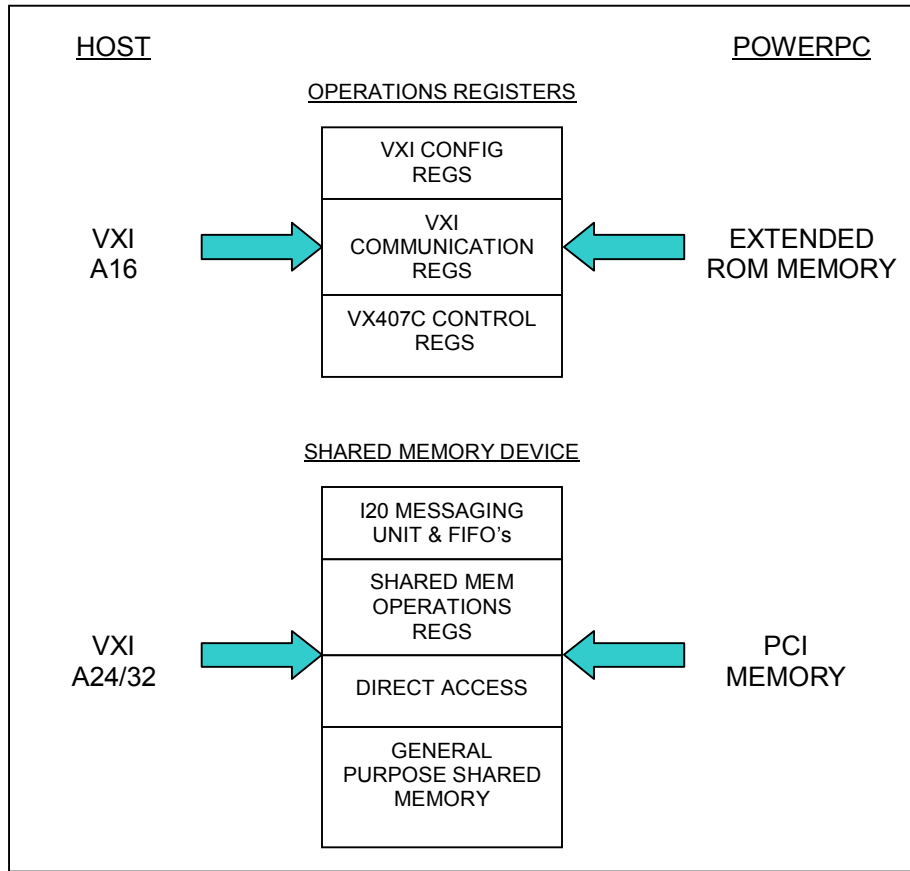 HOST
POWERPC
OPERATIONS REGISTERS
VXI CONFIG
REGS
VXI
A16
VXI
COMMUNICATION
REGS
EXTENDED
ROM MEMORY
VX407C CONTROL
REGS
SHARED MEMORY DEVICE
I20 MESSAGING
UNIT & FIFO's
SHARED MEM
OPERATIONS
REGS
VXI
A24/32
PCI
MEMORY
DIRECT ACCESS
GENERAL
PURPOSE SHARED
MEMORY